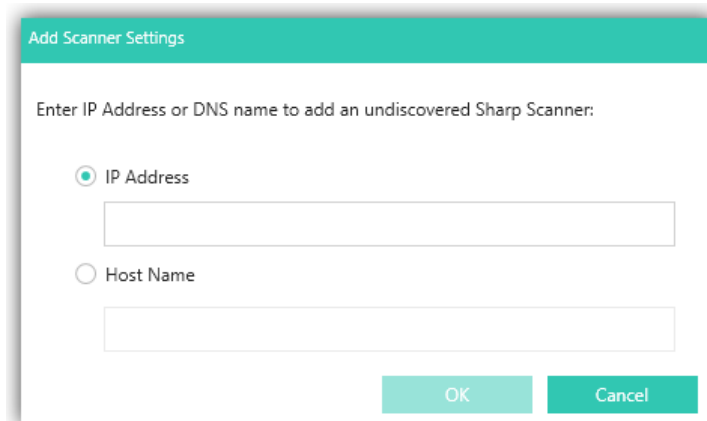 Add Scanner Settings
Enter IP Address or DNS name to add an undiscovered Sharp Scanner:
IP Address
Host Name
OK
Cancel